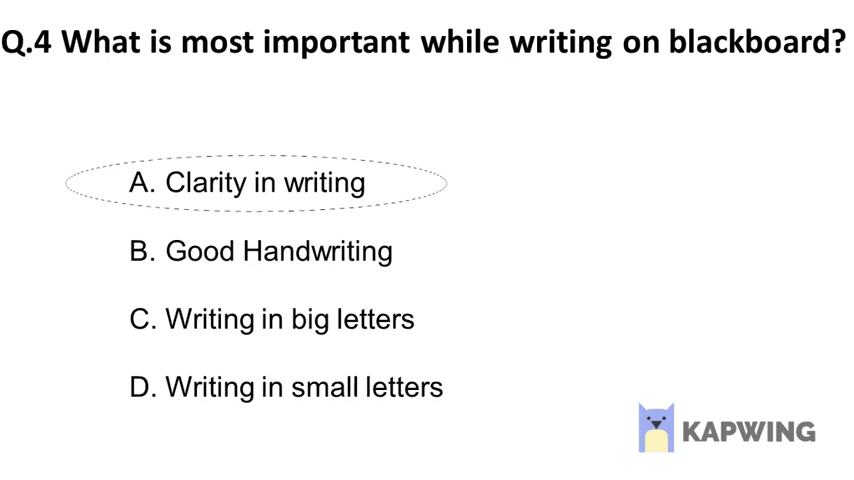 Q.4 What is most important while writing on blackboard?
A. Clarity in writing
B. Good Handwriting
C. Writing in big letters
D. Writing in small letters
KAPWING